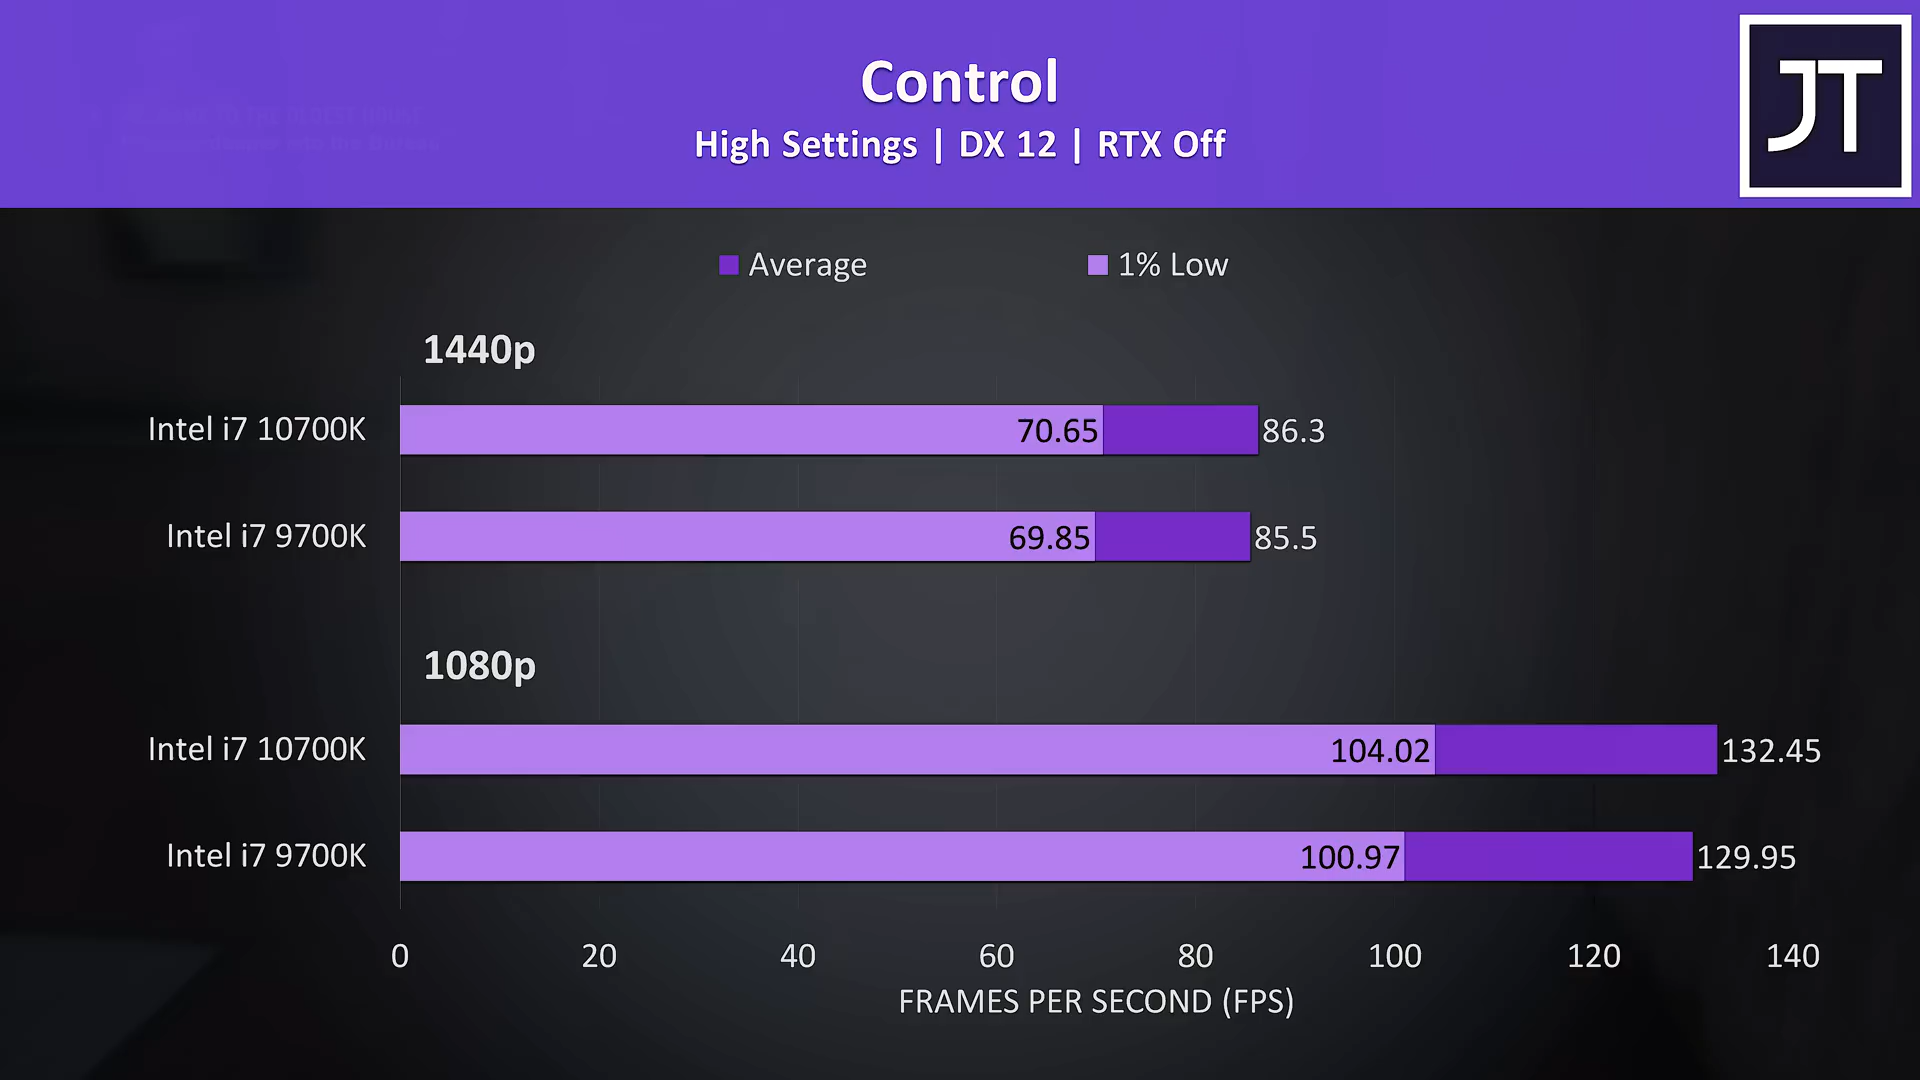 Control
High Settings | DX 12 | RTX Off
JT
Average
1% Low
1440p
Intel i7 10700K
70.65
86.3
Intel i7 9700K
69.85
85.5
1080p
Intel i7 10700K
104.02
132.45
Intel i7 9700K
100.97
129.95
0 20 40 60 80 100 120 140
FRAMES PER SECOND (FPS)